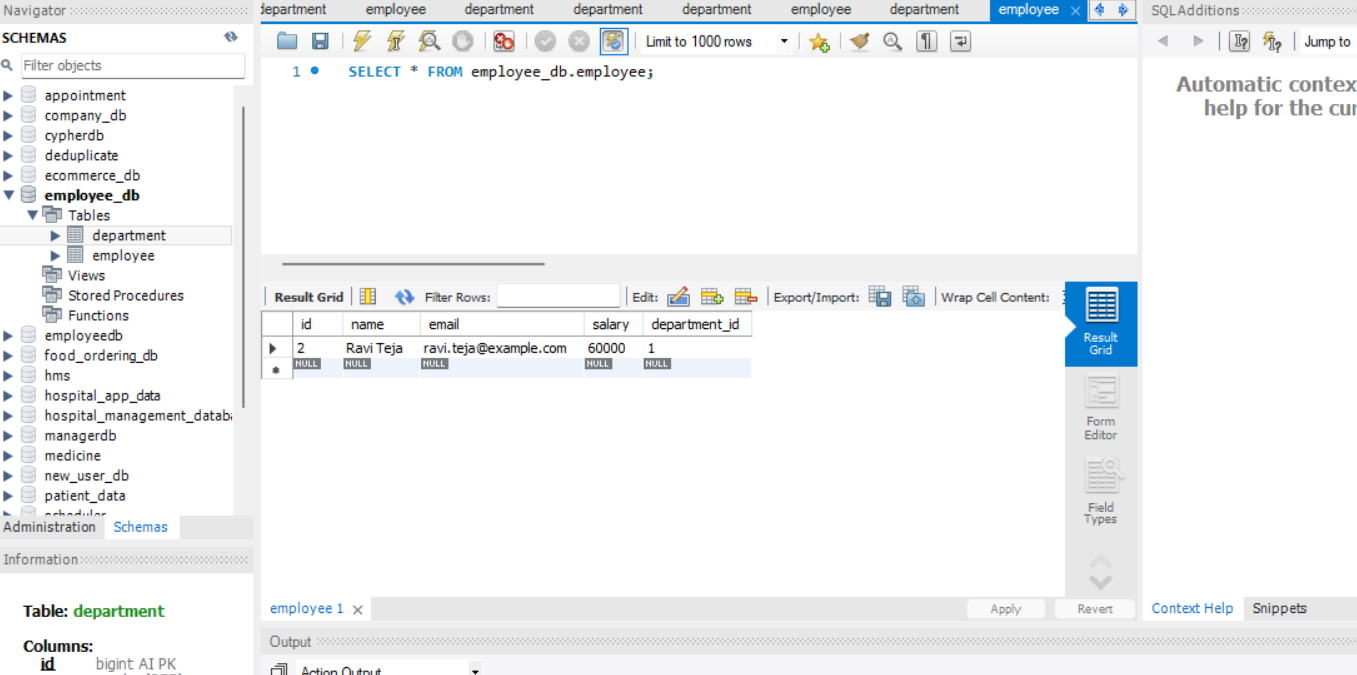 Navigator
SCHEMAS
Filter objects
appointment
company_db
cypherdb
deduplicate
ecommerce_db
employee_db
Tables
department
employee
Views
Stored Procedures
Functions
employeedb
food_ordering_db
hms
hospital_app_data
hospital_management_databa
managerdb
medicine
new_user_db
patient_data
scheduler
Administration Schemas
Information
Table: department
Columns:
id bigint AI PK
department employee department department department employee department employee
Limit to 1000 rows
1 SELECT * FROM employee_db.employee;
Result Grid Filter Rows: Edit: Export/Import: Wrap Cell Content:
id name email salary department_id
2 Ravi Teja ravi.teja@example.com 60000 1
NULL NULL NULL NULL NULL
Result
Grid
Form
Editor
Field
Types
employee 1
Apply Revert
Output
Action Output
SQLAdditions
Jump to
Automatic contex
help for the cur
Context Help Snippets